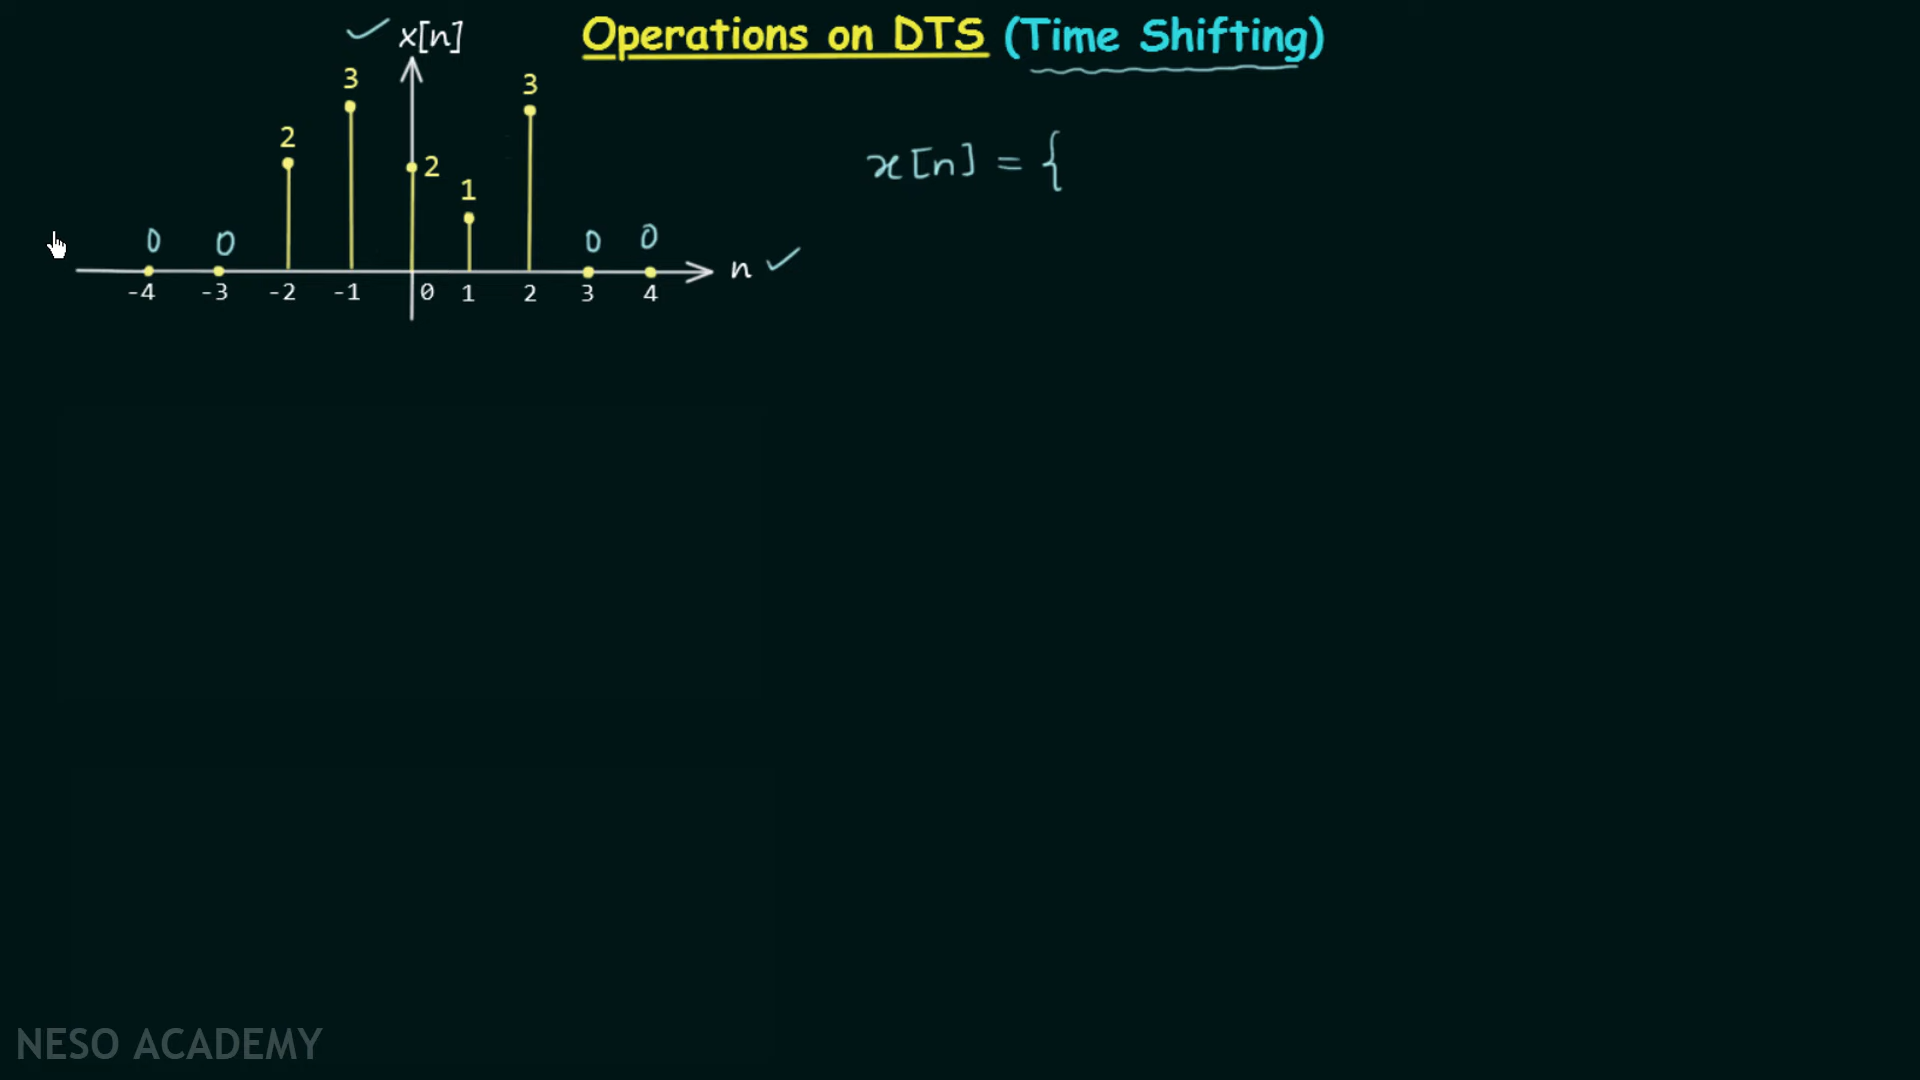 Operations on DTS (Time Shifting)
x[n]
3
3
2
2
1
x[n] = {
0 0 0 0
n
-4 -3 -2 -1 0 1 2 3 4
NESO ACADEMY